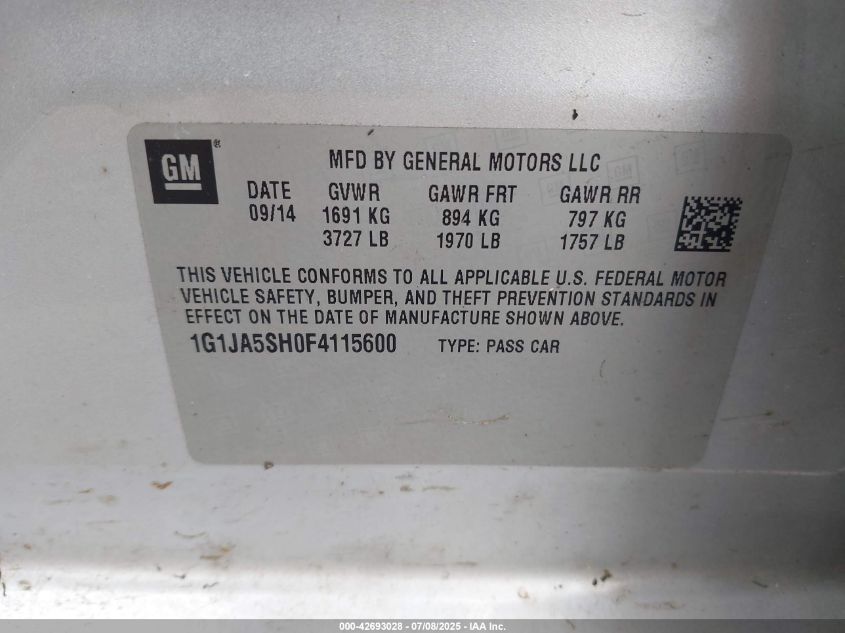 GM®
MFD BY GENERAL MOTORS LLC
DATE GVWR GAWR FRT GAWR RR
09/14 1691 KG 894 KG 797 KG
3727 LB 1970 LB 1757 LB
THIS VEHICLE CONFORMS TO ALL APPLICABLE U.S. FEDERAL MOTOR
VEHICLE SAFETY, BUMPER, AND THEFT PREVENTION STANDARDS IN
EFFECT ON THE DATE OF MANUFACTURE SHOWN ABOVE.
1G1JA5SH0F4115600 TYPE: PASS CAR
000-42693028 - 07/08/2025 - IAA Inc.